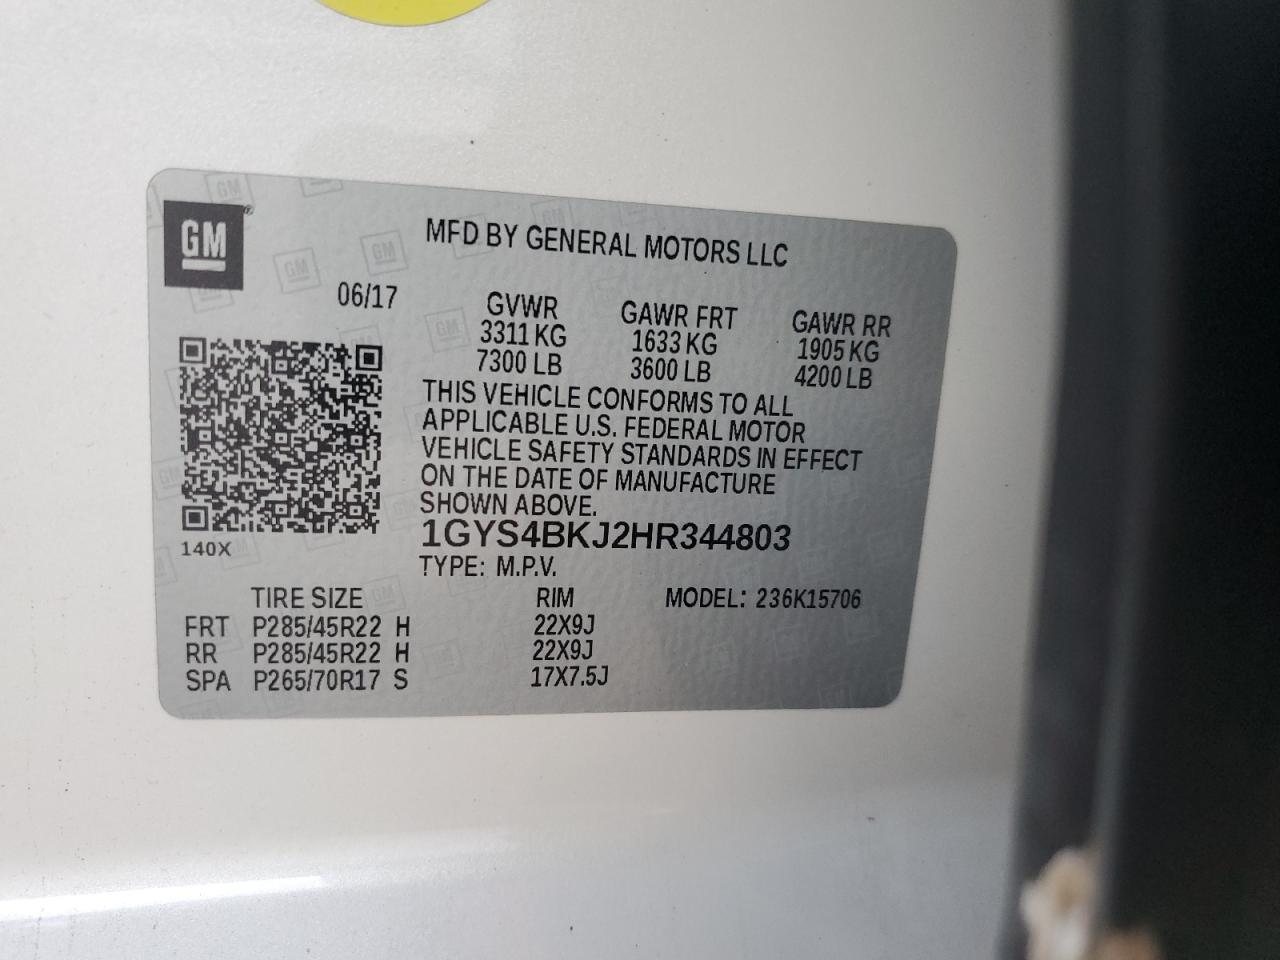 GM
MFD BY GENERAL MOTORS LLC
06/17
GVWR GAWR FRT GAWR RR
3311 KG 1633 KG 1905 KG
7300 LB 3600 LB 4200 LB
THIS VEHICLE CONFORMS TO ALL
APPLICABLE U.S. FEDERAL MOTOR
VEHICLE SAFETY STANDARDS IN EFFECT
ON THE DATE OF MANUFACTURE
SHOWN ABOVE.
1GYS4BKJ2HR344803
140X
TYPE: M.P.V.
TIRE SIZE RIM MODEL: 236K15706
FRT P285/45R22 H 22X9J
RR P285/45R22 H 22X9J
SPA P265/70R17 S 17X7.5J